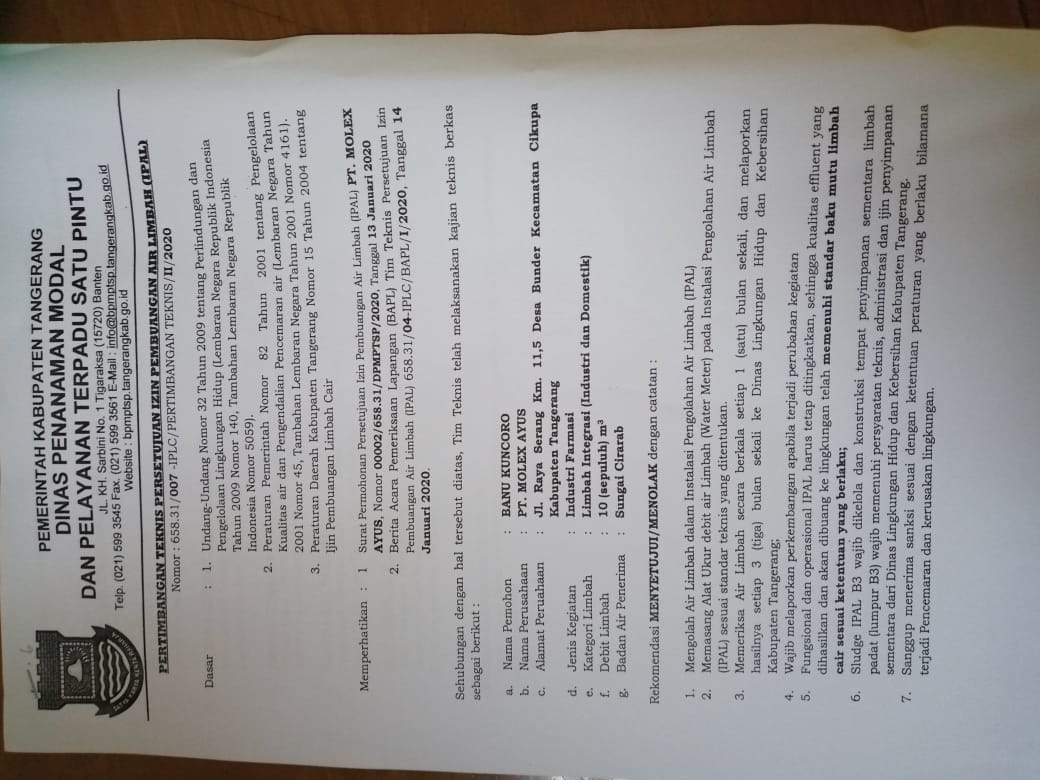 PEMERINTAH KABUPATEN TANGERANG
DINAS PENANAMAN MODAL
DAN PELAYANAN TERPADU SATU PINTU
JL. KH. Sarbini No. 1 Tigaraksa (15720) Banten
Telp. (021) 599 3545 Fax. (021) 599 3561 E-Mail : info@bpmptsp.tangerangkab.go.id
Website : bpmptsp.tangerangkab.go.id
SATYA KARYA KERTA RAHARJA
PERTIMBANGAN TEKNIS PERSETUJUAN IZIN PEMBUANGAN AIR LIMBAH (IPAL)
Nomor : 658.31/007 -IPLC/PERTIMBANGAN TEKNIS/II/2020
Dasar : 1. Undang-Undang Nomor 32 Tahun 2009 tentang Perlindungan dan
Pengelolaan Lingkungan Hidup (Lembaran Negara Republik Indonesia
Tahun 2009 Nomor 140, Tambahan Lembaran Negara Republik
Indonesia Nomor 5059).
2. Peraturan Pemerintah Nomor 82 Tahun 2001 tentang Pengelolaan
Kualitas air dan Pengendalian Pencemaran air (Lembaran Negara Tahun
2001 Nomor 45, Tambahan Lembaran Negara Tahun 2001 Nomor 4161).
3. Peraturan Daerah Kabupaten Tangerang Nomor 15 Tahun 2004 tentang
Ijin Pembuangan Limbah Cair
Memperhatikan : 1 Surat Permohonan Persetujuan Izin Pembuangan Air Limbah (IPAL) PT. MOLEX
AYUS, Nomor 00002/658.31/DPMPTSP/2020, Tanggal 13 Januari 2020
2. Berita Acara Pemeriksaan Lapangan (BAPL) Tim Teknis Persetujuan Izin
Pembuangan Air Limbah (IPAL) 658.31/04-IPLC/BAPL/I/2020, Tanggal 14
Januari 2020.
Sehubungan dengan hal tersebut diatas, Tim Teknis telah melaksanakan kajian teknis berkas
sebagai berikut :
a. Nama Pemohon : BANU KUNCORO
b. Nama Perusahaan : PT. MOLEX AYUS
c. Alamat Peruahaan : Jl. Raya Serang Km. 11,5 Desa Bunder Kecamatan Cikupa
Kabupaten Tangerang
d. Jenis Kegiatan : Industri Farmasi
e. Kategori Limbah : Limbah Integrasi (Industri dan Domestik)
f. Debit Limbah : 10 (sepuluh) m³
g. Badan Air Penerima : Sungai Cirarab
Rekomendasi MENYETUJUI/MENOLAK dengan catatan :
1. Mengolah Air Limbah dalam Instalasi Pengolahan Air Limbah (IPAL)
2. Memasang Alat Ukur debit air Limbah (Water Meter) pada Instalasi Pengolahan Air Limbah
(IPAL) sesuai standar teknis yang ditentukan.
3. Memeriksa Air Limbah secara berkala setiap 1 (satu) bulan sekali, dan melaporkan
hasilnya setiap 3 (tiga) bulan sekali ke Dinas Lingkungan Hidup dan Kebersihan
Kabupaten Tangerang;
4. Wajib melaporkan perkembangan apabila terjadi perubahan kegiatan
5. Fungsional dan operasional IPAL harus tetap ditingkatkan, sehingga kualitas effluent yang
dihasilkan dan akan dibuang ke lingkungan telah memenuhi standar baku mutu limbah
cair sesuai ketentuan yang berlaku;
6. Sludge IPAL B3 wajib dikelola dan konstruksi tempat penyimpanan sementara limbah
padat (lumpur B3) wajib memenuhi persyaratan teknis, administrasi dan ijin penyimpanan
sementara dari Dinas Lingkungan Hidup dan Kebersihan Kabupaten Tangerang.
7. Sanggup menerima sanksi sesuai dengan ketentuan peraturan yang berlaku bilamana
terjadi Pencemaran dan kerusakan lingkungan.